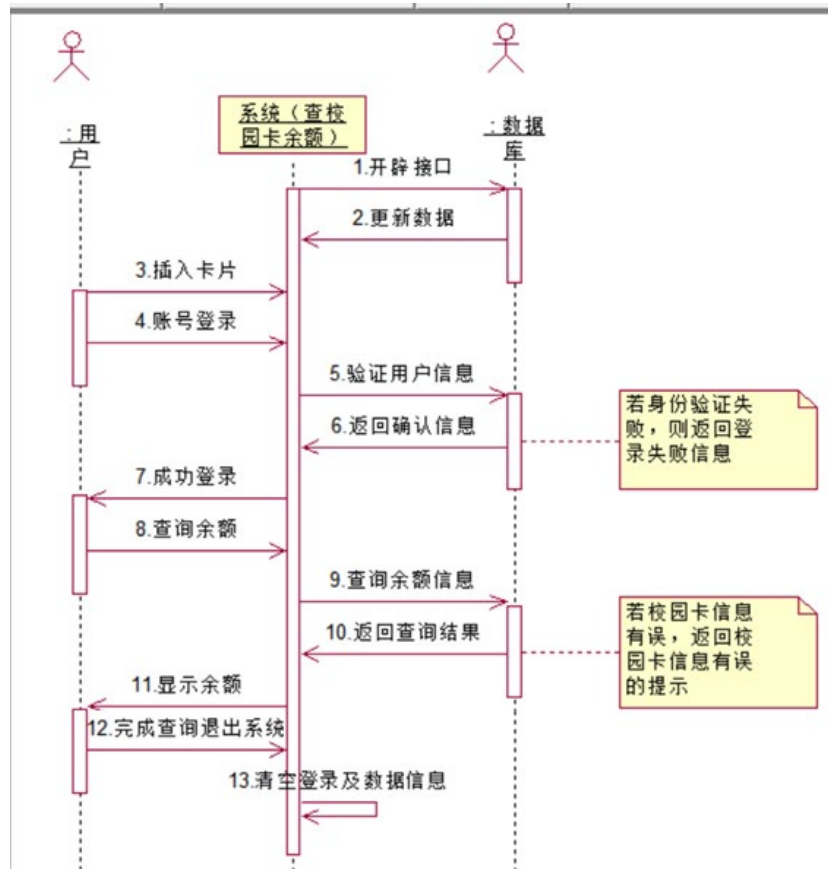 系统（查校
园卡余额）
：用
户
：数据
库
1.开辟接口
2.更新数据
3.插入卡片
4.账号登录
5.验证用户信息
若身份验证失
败，则返回登
录失败信息
6.返回确认信息
7.成功登录
8.查询余额
9.查询余额信息
若校园卡信息
有误，返回校
园卡信息有误
的提示
10.返回查询结果
11.显示余额
12.完成查询退出系统
13.清空登录及数据信息